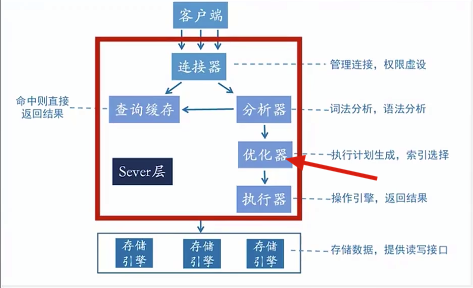 客户端
连接器
管理连接，权限虚设
命中则直接
返回结果
查询缓存
分析器
词法分析，语法分析
优化器
执行计划生成，索引选择
Sever层
执行器
操作引擎，返回结果
存储
引擎
存储
引擎
存储
引擎
存储数据，提供读写接口